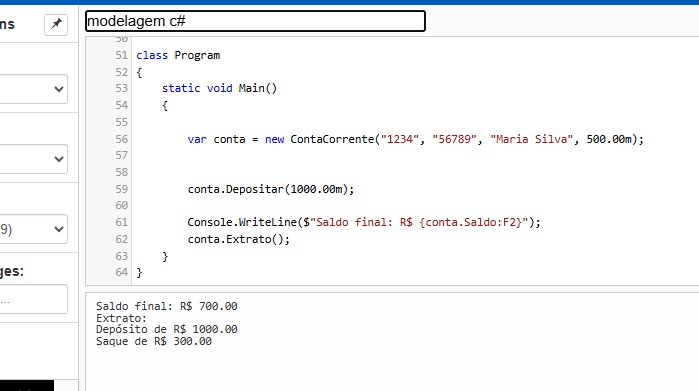 ns
modelagem c#
50
51 class Program
52 {
53 static void Main()
54 {
55
56 var conta = new ContaCorrente("1234", "56789", "Maria Silva", 500.00m);
57
58
59 conta.Depositar(1000.00m);
60
61 Console.WriteLine($"Saldo final: R$ {conta.Saldo:F2}");
62 conta.Extrato();
63 }
64 }
9)
ges:
...
Saldo final: R$ 700.00
Extrato:
Depósito de R$ 1000.00
Saque de R$ 300.00